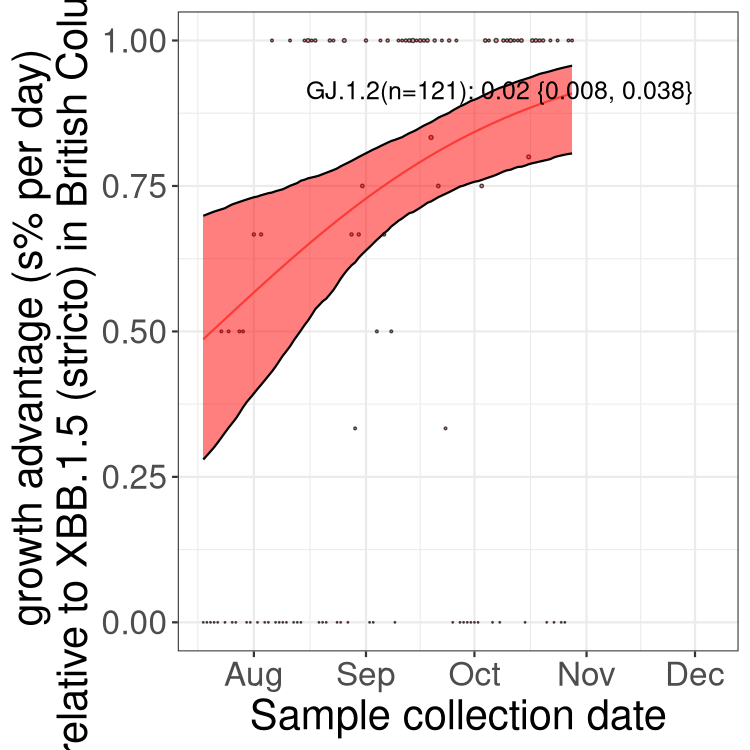 growth advantage (s% per day)
relative to XBB.1.5 (stricto) in British Colu
1.00
0.75
0.50
0.25
0.00
GJ.1.2(n=121): 0.02 {0.008, 0.038}
Aug Sep Oct Nov Dec
Sample collection date